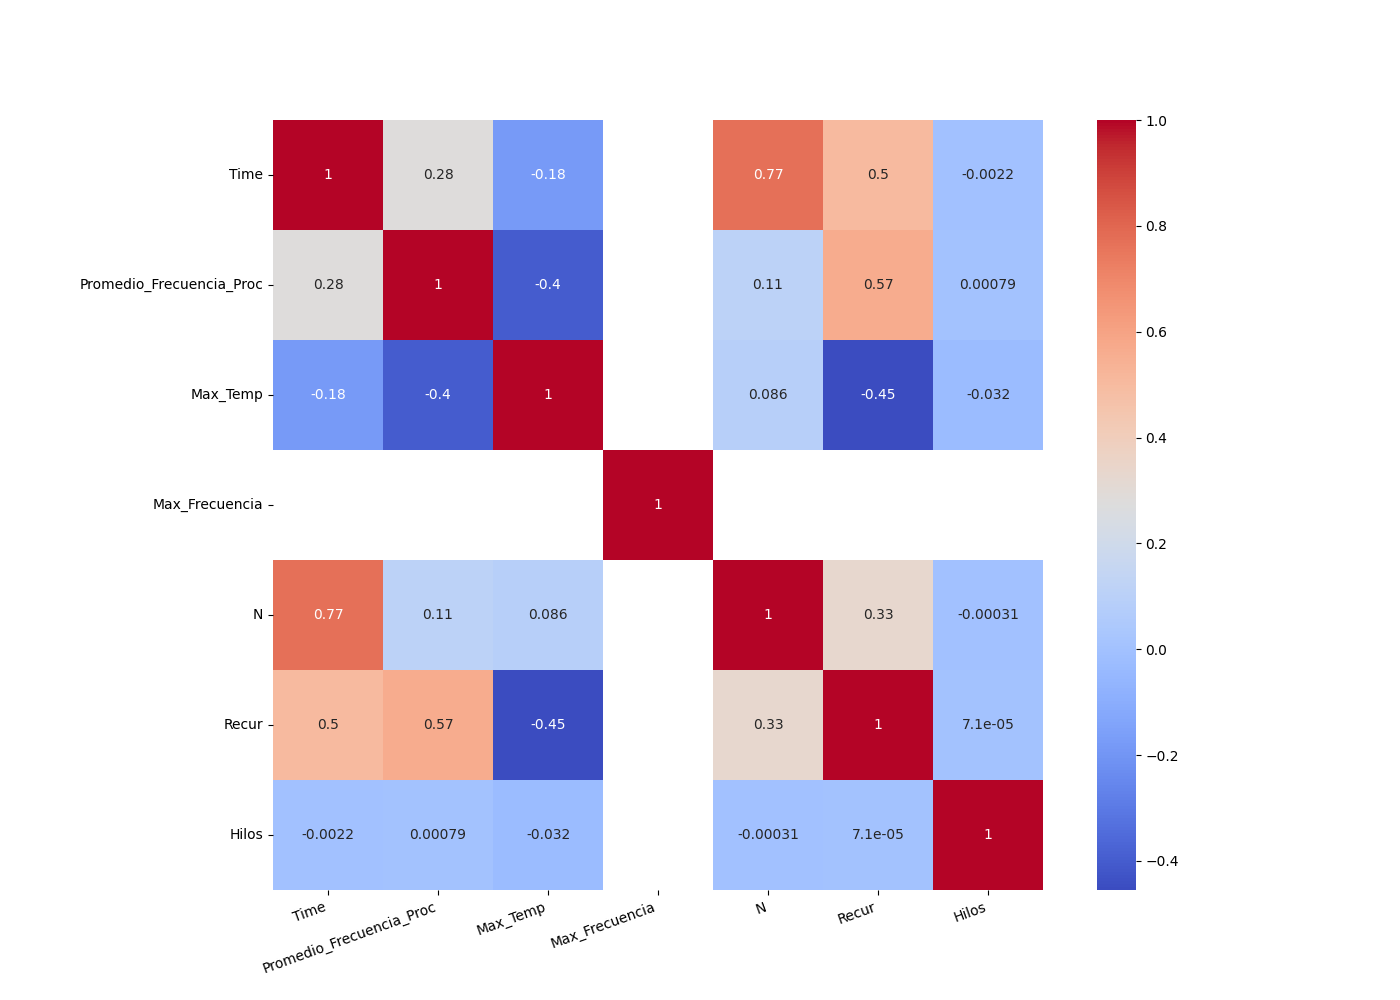 Time 1 0.28 -0.18 0.77 0.5 -0.0022
Promedio_Frecuencia_Proc 0.28 1 -0.4 0.11 0.57 0.00079
Max_Temp -0.18 -0.4 1 0.086 -0.45 -0.032
Max_Frecuencia 1
N 0.77 0.11 0.086 1 0.33 -0.00031
Recur 0.5 0.57 -0.45 0.33 1 7.1e-05
Hilos -0.0022 0.00079 -0.032 -0.00031 7.1e-05 1
Time Promedio_Frecuencia_Proc Max_Temp Max_Frecuencia N Recur Hilos
1.0
0.8
0.6
0.4
0.2
0.0
−0.2
−0.4